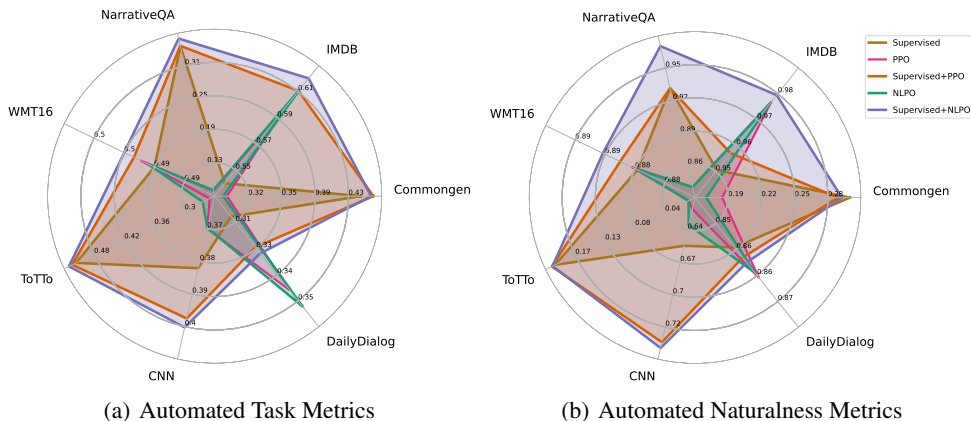 NarrativeQA
IMDB
WMT16
Commongen
ToTTo
CNN
DailyDialog
0.31
0.25
0.19
0.13
0.61
0.59
0.57
0.55
0.5
0.5
0.49
0.49
0.43
0.39
0.35
0.31
0.3
0.36
0.42
0.48
0.37
0.38
0.39
0.4
0.31
0.33
0.34
0.35
(a) Automated Task Metrics
NarrativeQA
IMDB
WMT16
Commongen
ToTTo
CNN
DailyDialog
0.95
0.92
0.89
0.86
0.98
0.97
0.96
0.95
0.89
0.89
0.88
0.88
0.28
0.25
0.22
0.19
0.04
0.08
0.13
0.17
0.64
0.67
0.7
0.72
0.85
0.86
0.86
0.87
Supervised
PPO
Supervised+PPO
NLPO
Supervised+NLPO
(b) Automated Naturalness Metrics